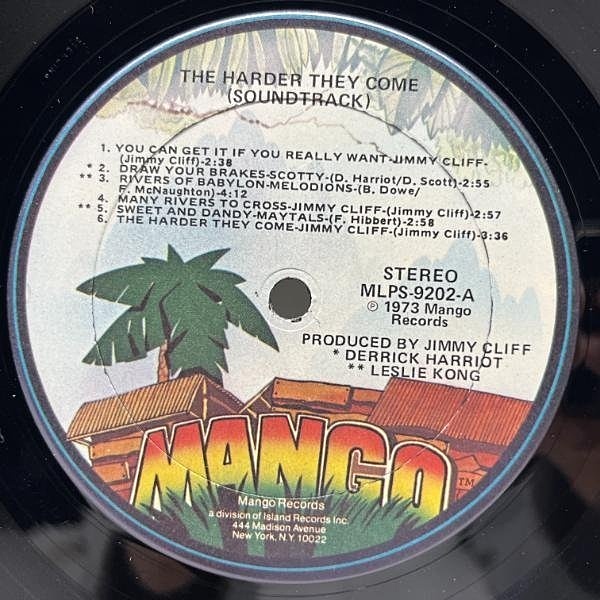 THE HARDER THEY COME
(SOUNDTRACK)
1. YOU CAN GET IT IF YOU REALLY WANT-JIMMY CLIFF-
(Jimmy Cliff)-2:38
* 2. DRAW YOUR BRAKES-SCOTTY-(D. Harriot/D. Scott)-2:55
** 3. RIVERS OF BABYLON-MELODIONS-(B. Dowe/
F. McNaughton)-4:12
4. MANY RIVERS TO CROSS-JIMMY CLIFF-(Jimmy Cliff)-2:57
** 5. SWEET AND DANDY-MAYTALS-(F. Hibbert)-2:58
6. THE HARDER THEY COME-JIMMY CLIFF-(Jimmy Cliff)-3:36
STEREO
MLPS-9202-A
℗ 1973 Mango
Records
PRODUCED BY JIMMY CLIFF
* DERRICK HARRIOT
** LESLIE KONG
MANGO TM
Mango Records
a division of Island Records Inc.
444 Madison Avenue
New York, N.Y. 10022